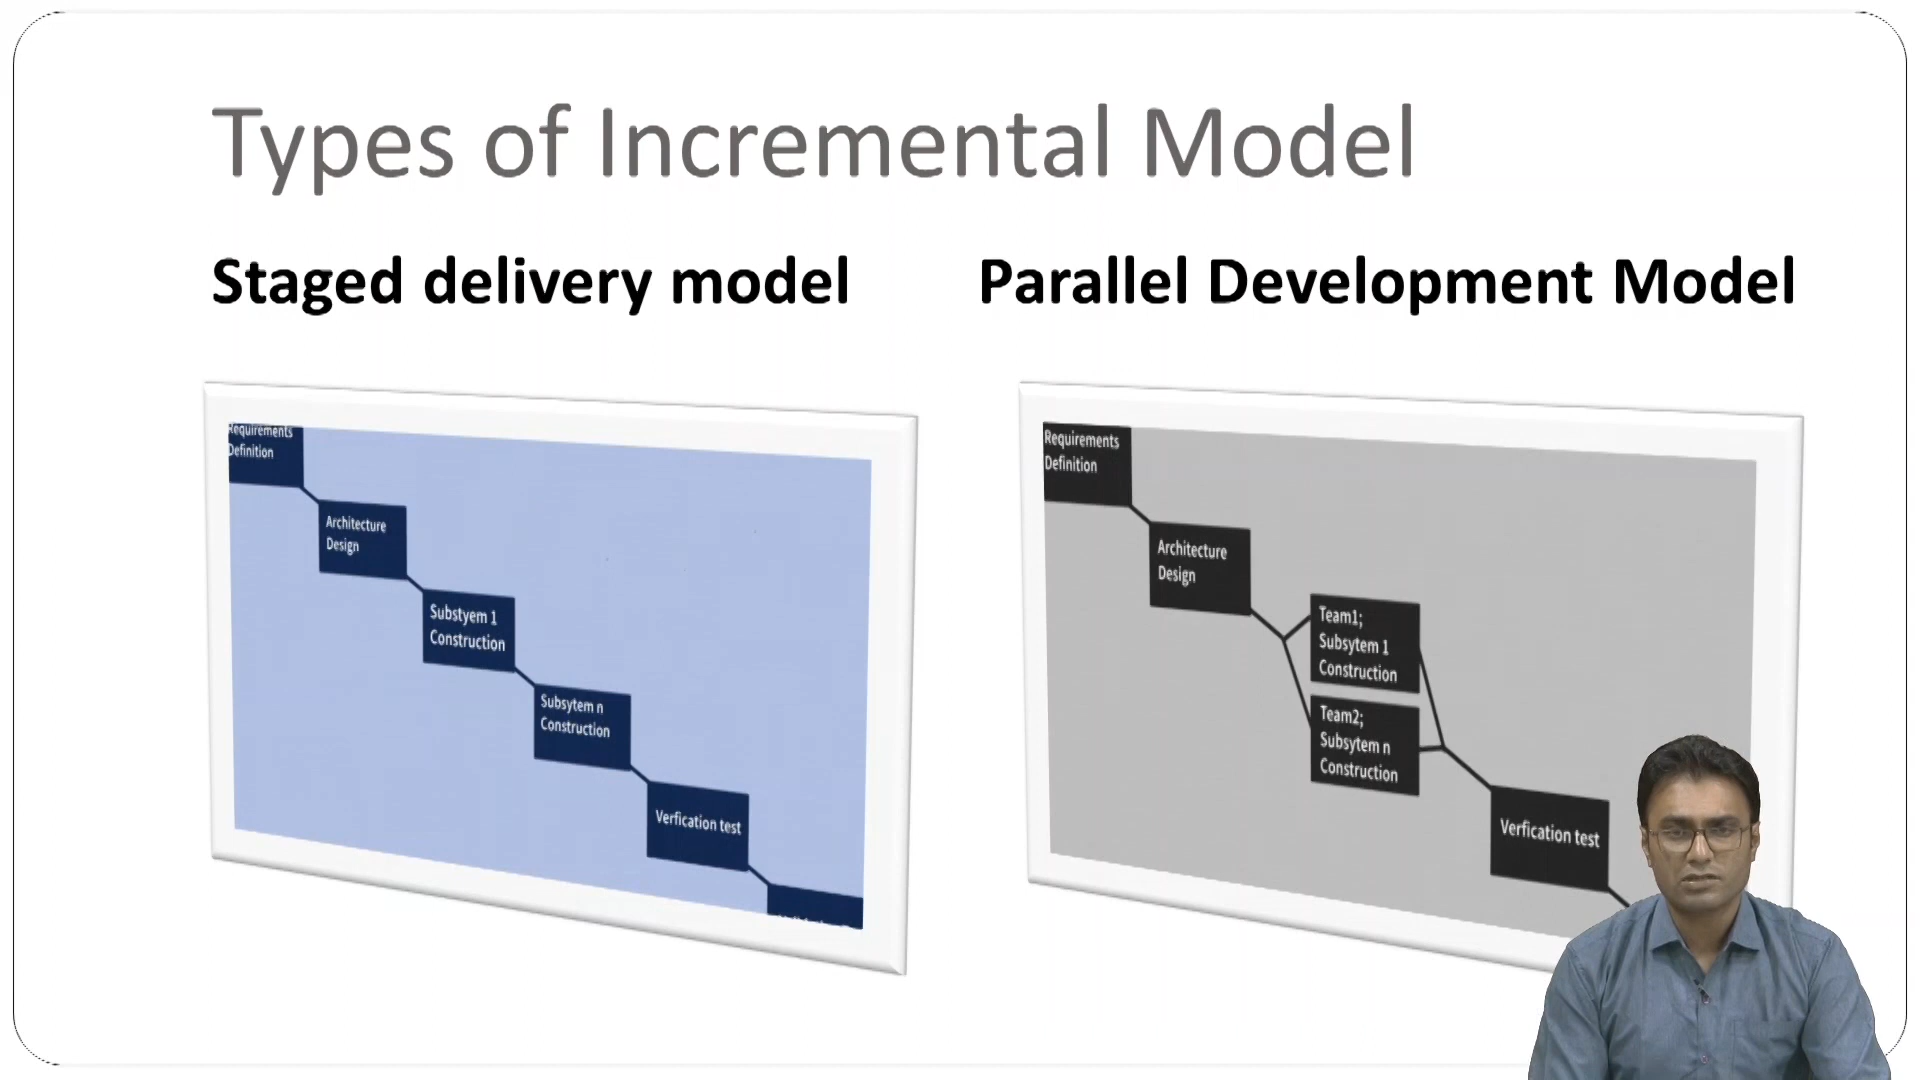 Types of Incremental Model
Staged delivery model
Parallel Development Model
Requirements
Definition
Architecture
Design
Substyem 1
Construction
Subsytem n
Construction
Verfication test
Requirements
Definition
Architecture
Design
Team1;
Subsytem 1
Construction
Team2;
Subsytem n
Construction
Verfication test